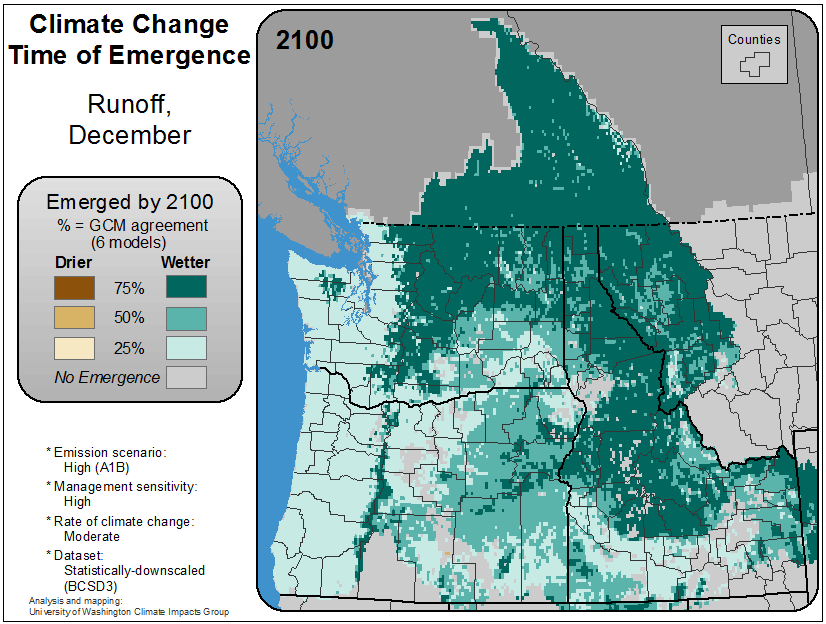 Climate Change
Time of Emergence
Runoff,
December
Emerged by 2100
% = GCM agreement
(6 models)
Drier Wetter
75%
50%
25%
No Emergence
* Emission scenario:
High (A1B)
* Management sensitivity:
High
* Rate of climate change:
Moderate
* Dataset:
Statistically-downscaled
(BCSD3)
Analysis and mapping:
University of Washington Climate Impacts Group
2100
Counties